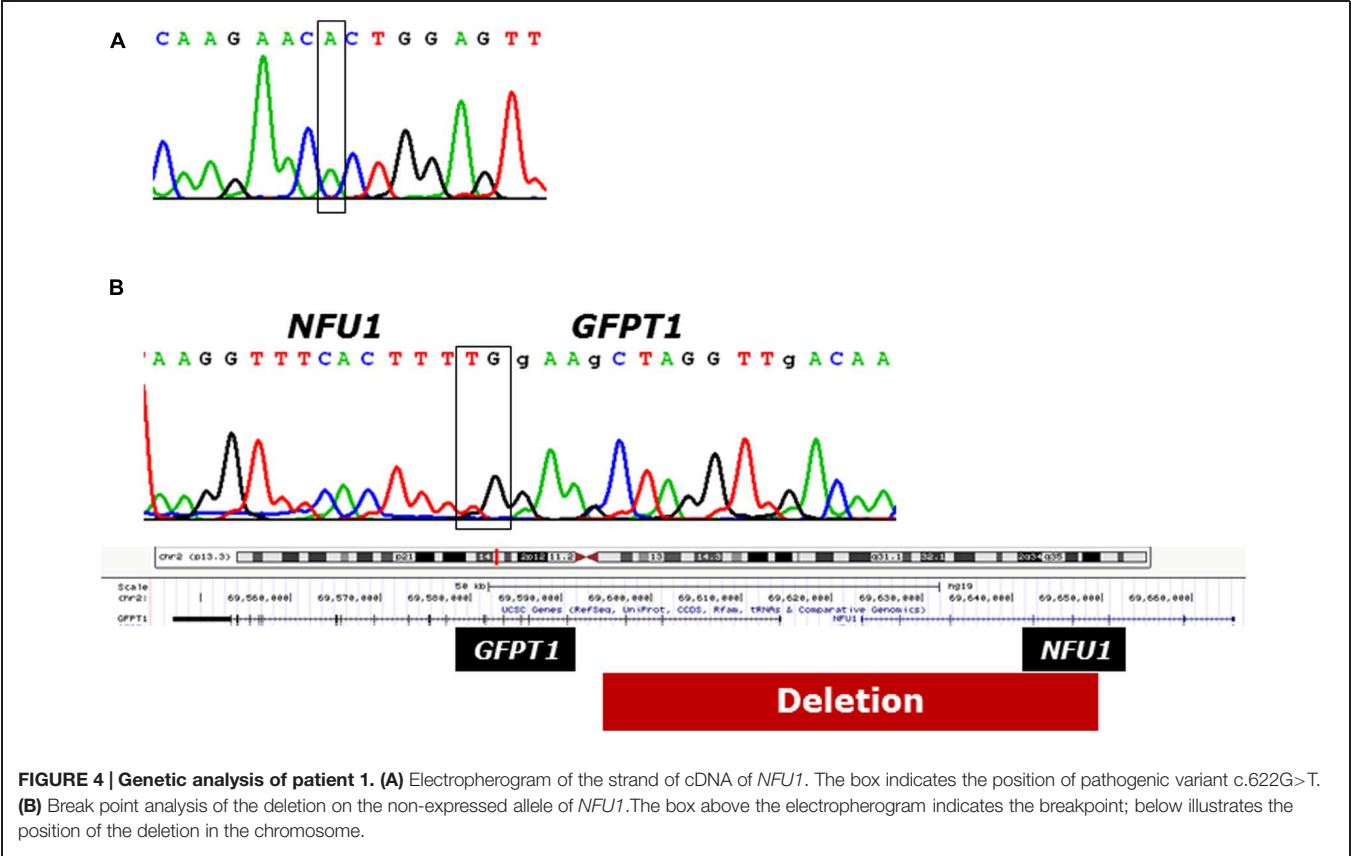 A
C A A G A A C A C T G G A G T T
B
NFU1 GFPT1
A A G G T T T C A C T T T T G g A A g C T A G G T T g A C A A
chr2 (p13.3) p21 14 2p12 11.2 13 14.3 q31.1 32.1 2q34 q35
Scale 50 kb hg19
chr2: 69,560,000 69,570,000 69,580,000 69,590,000 69,600,000 69,610,000 69,620,000 69,630,000 69,640,000 69,650,000 69,660,000
UCSC Genes (RefSeq, UniProt, CCDS, Rfam, tRNAs & Comparative Genomics)
GFPT1 NFU1
GFPT1 NFU1
Deletion
FIGURE 4 | Genetic analysis of patient 1. (A) Electropherogram of the strand of cDNA of NFU1. The box indicates the position of pathogenic variant c.622G>T.
(B) Break point analysis of the deletion on the non-expressed allele of NFU1.The box above the electropherogram indicates the breakpoint; below illustrates the
position of the deletion in the chromosome.